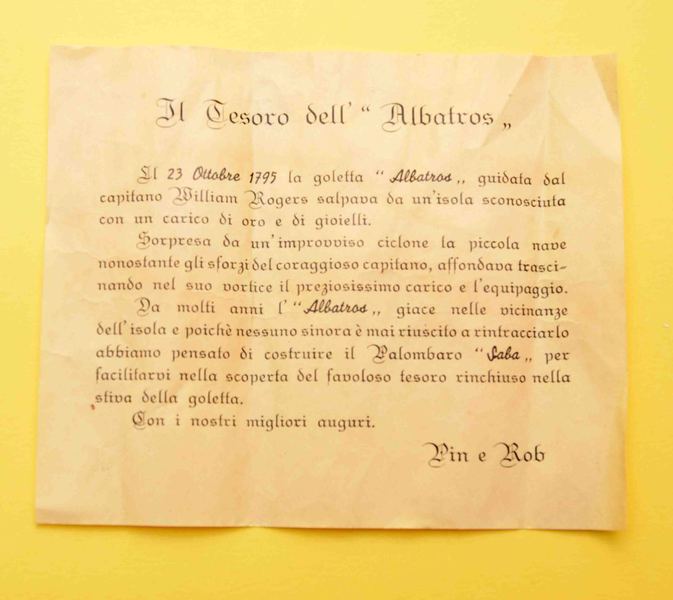 Il Tesoro dell' " Albatros „
Il 23 Ottobre 1795 la goletta " Albatros „ guidata dal
capitano William Rogers salpava da un'isola sconosciuta
con un carico di oro e di gioielli.
Sorpresa da un'improvviso ciclone la piccola nave
nonostante gli sforzi del coraggioso capitano, affondava trasci-
nando nel suo vortice il preziosissimo carico e l'equipaggio.
Da molti anni l' " Albatros „ giace nelle vicinanze
dell'isola e poichè nessuno sinora è mai riuscito a rintracciarlo
abbiamo pensato di costruire il Palombaro " Saba „ per
facilitarvi nella scoperta del favoloso tesoro rinchiuso nella
stiva della goletta.
Con i nostri migliori auguri.
Pin e Rob